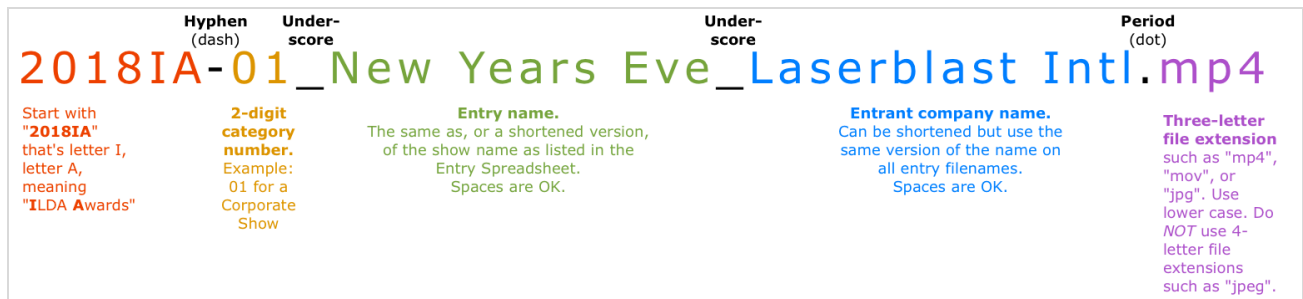 Hyphen
(dash)
Under-
score
Under-
score
Period
(dot)
2018IA-01_New Years Eve_Laserblast Intl.mp4
Start with
"2018IA"
that's letter I,
letter A,
meaning
"ILDA Awards"
2-digit
category
number.
Example:
01 for a
Corporate
Show
Entry name.
The same as, or a shortened version,
of the show name as listed in the
Entry Spreadsheet.
Spaces are OK.
Entrant company name.
Can be shortened but use the
same version of the name on
all entry filenames.
Spaces are OK.
Three-letter
file extension
such as "mp4",
"mov", or
"jpg". Use
lower case. Do
NOT use 4-
letter file
extensions
such as "jpeg".